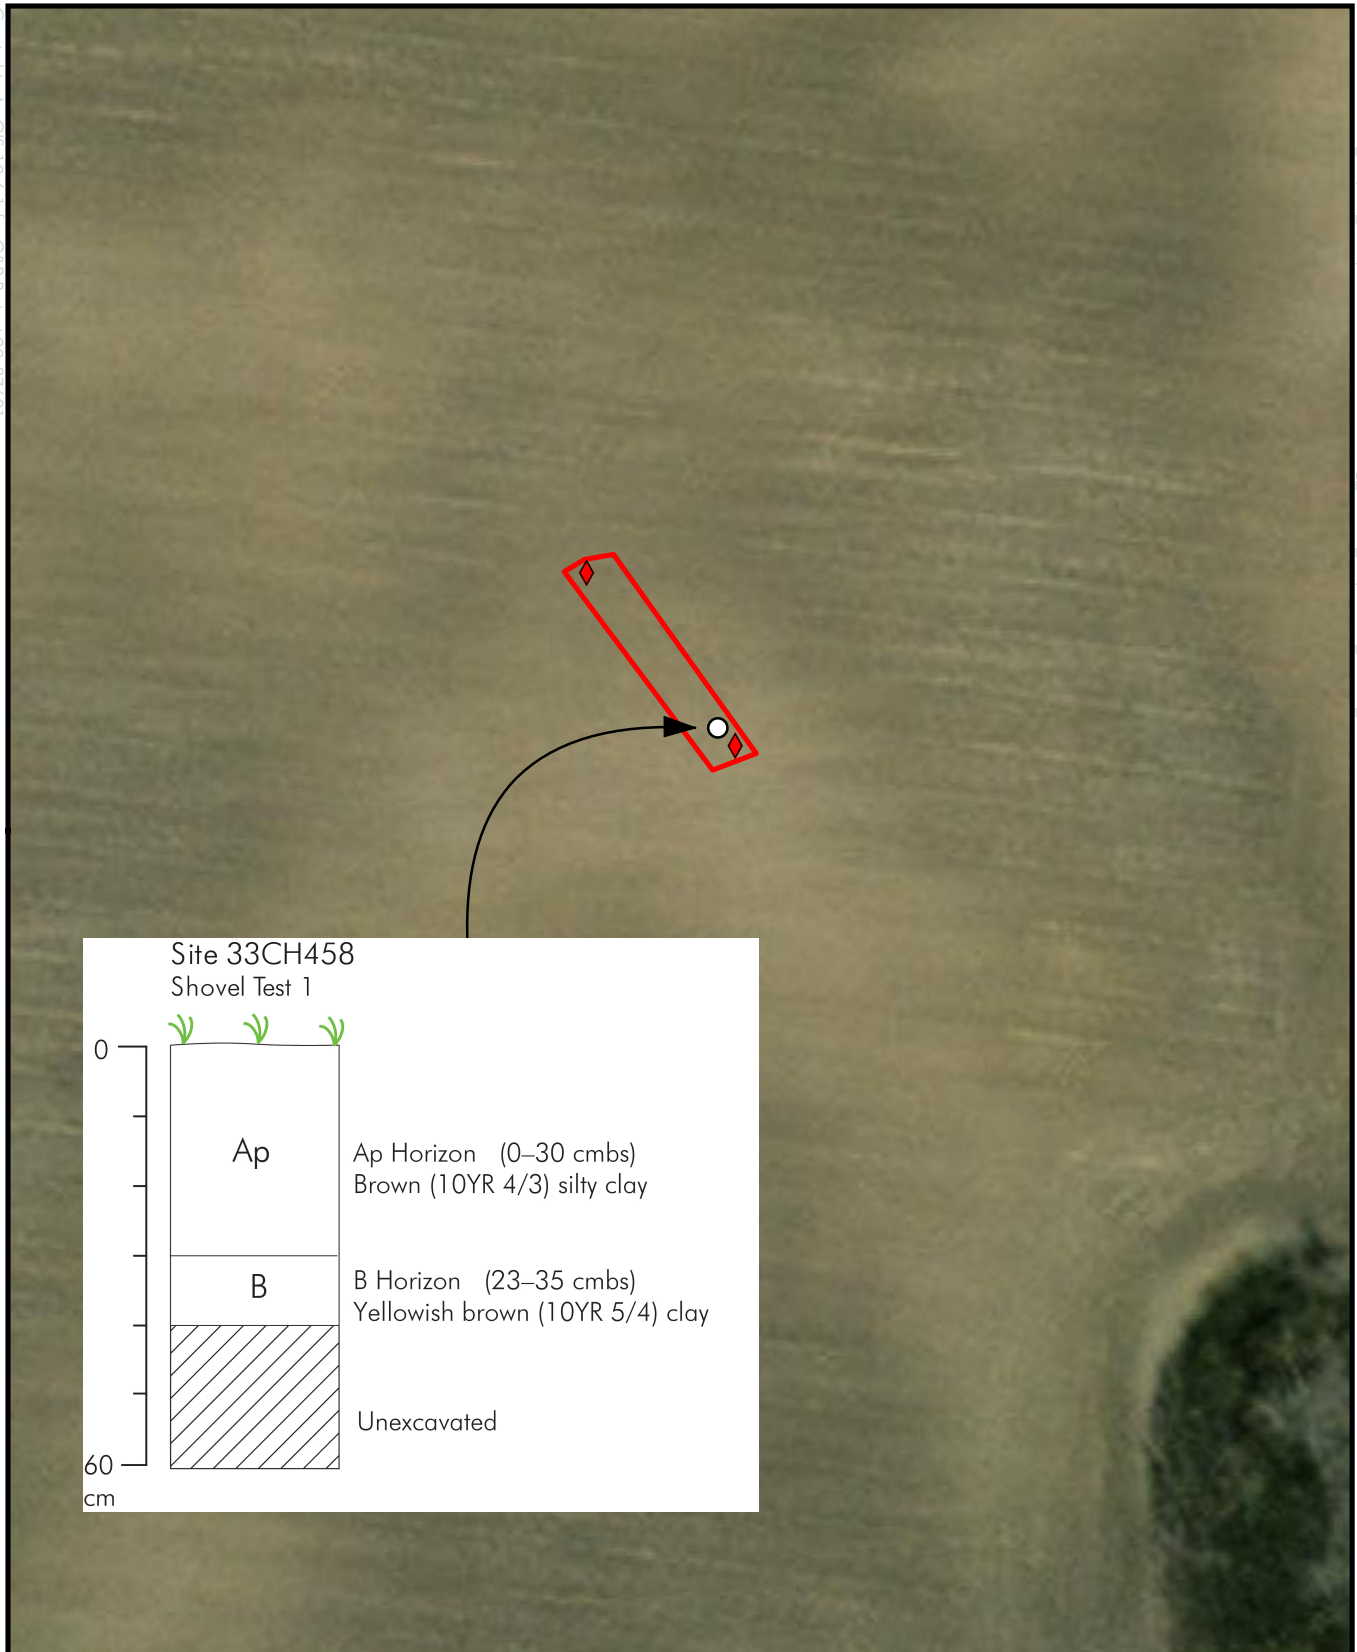 Site 33CH458
Shovel Test 1
0
Ap
Ap Horizon (0–30 cmbs)
Brown (10YR 4/3) silty clay
B
B Horizon (23–35 cmbs)
Yellowish brown (10YR 5/4) clay
Unexcavated
60
cm